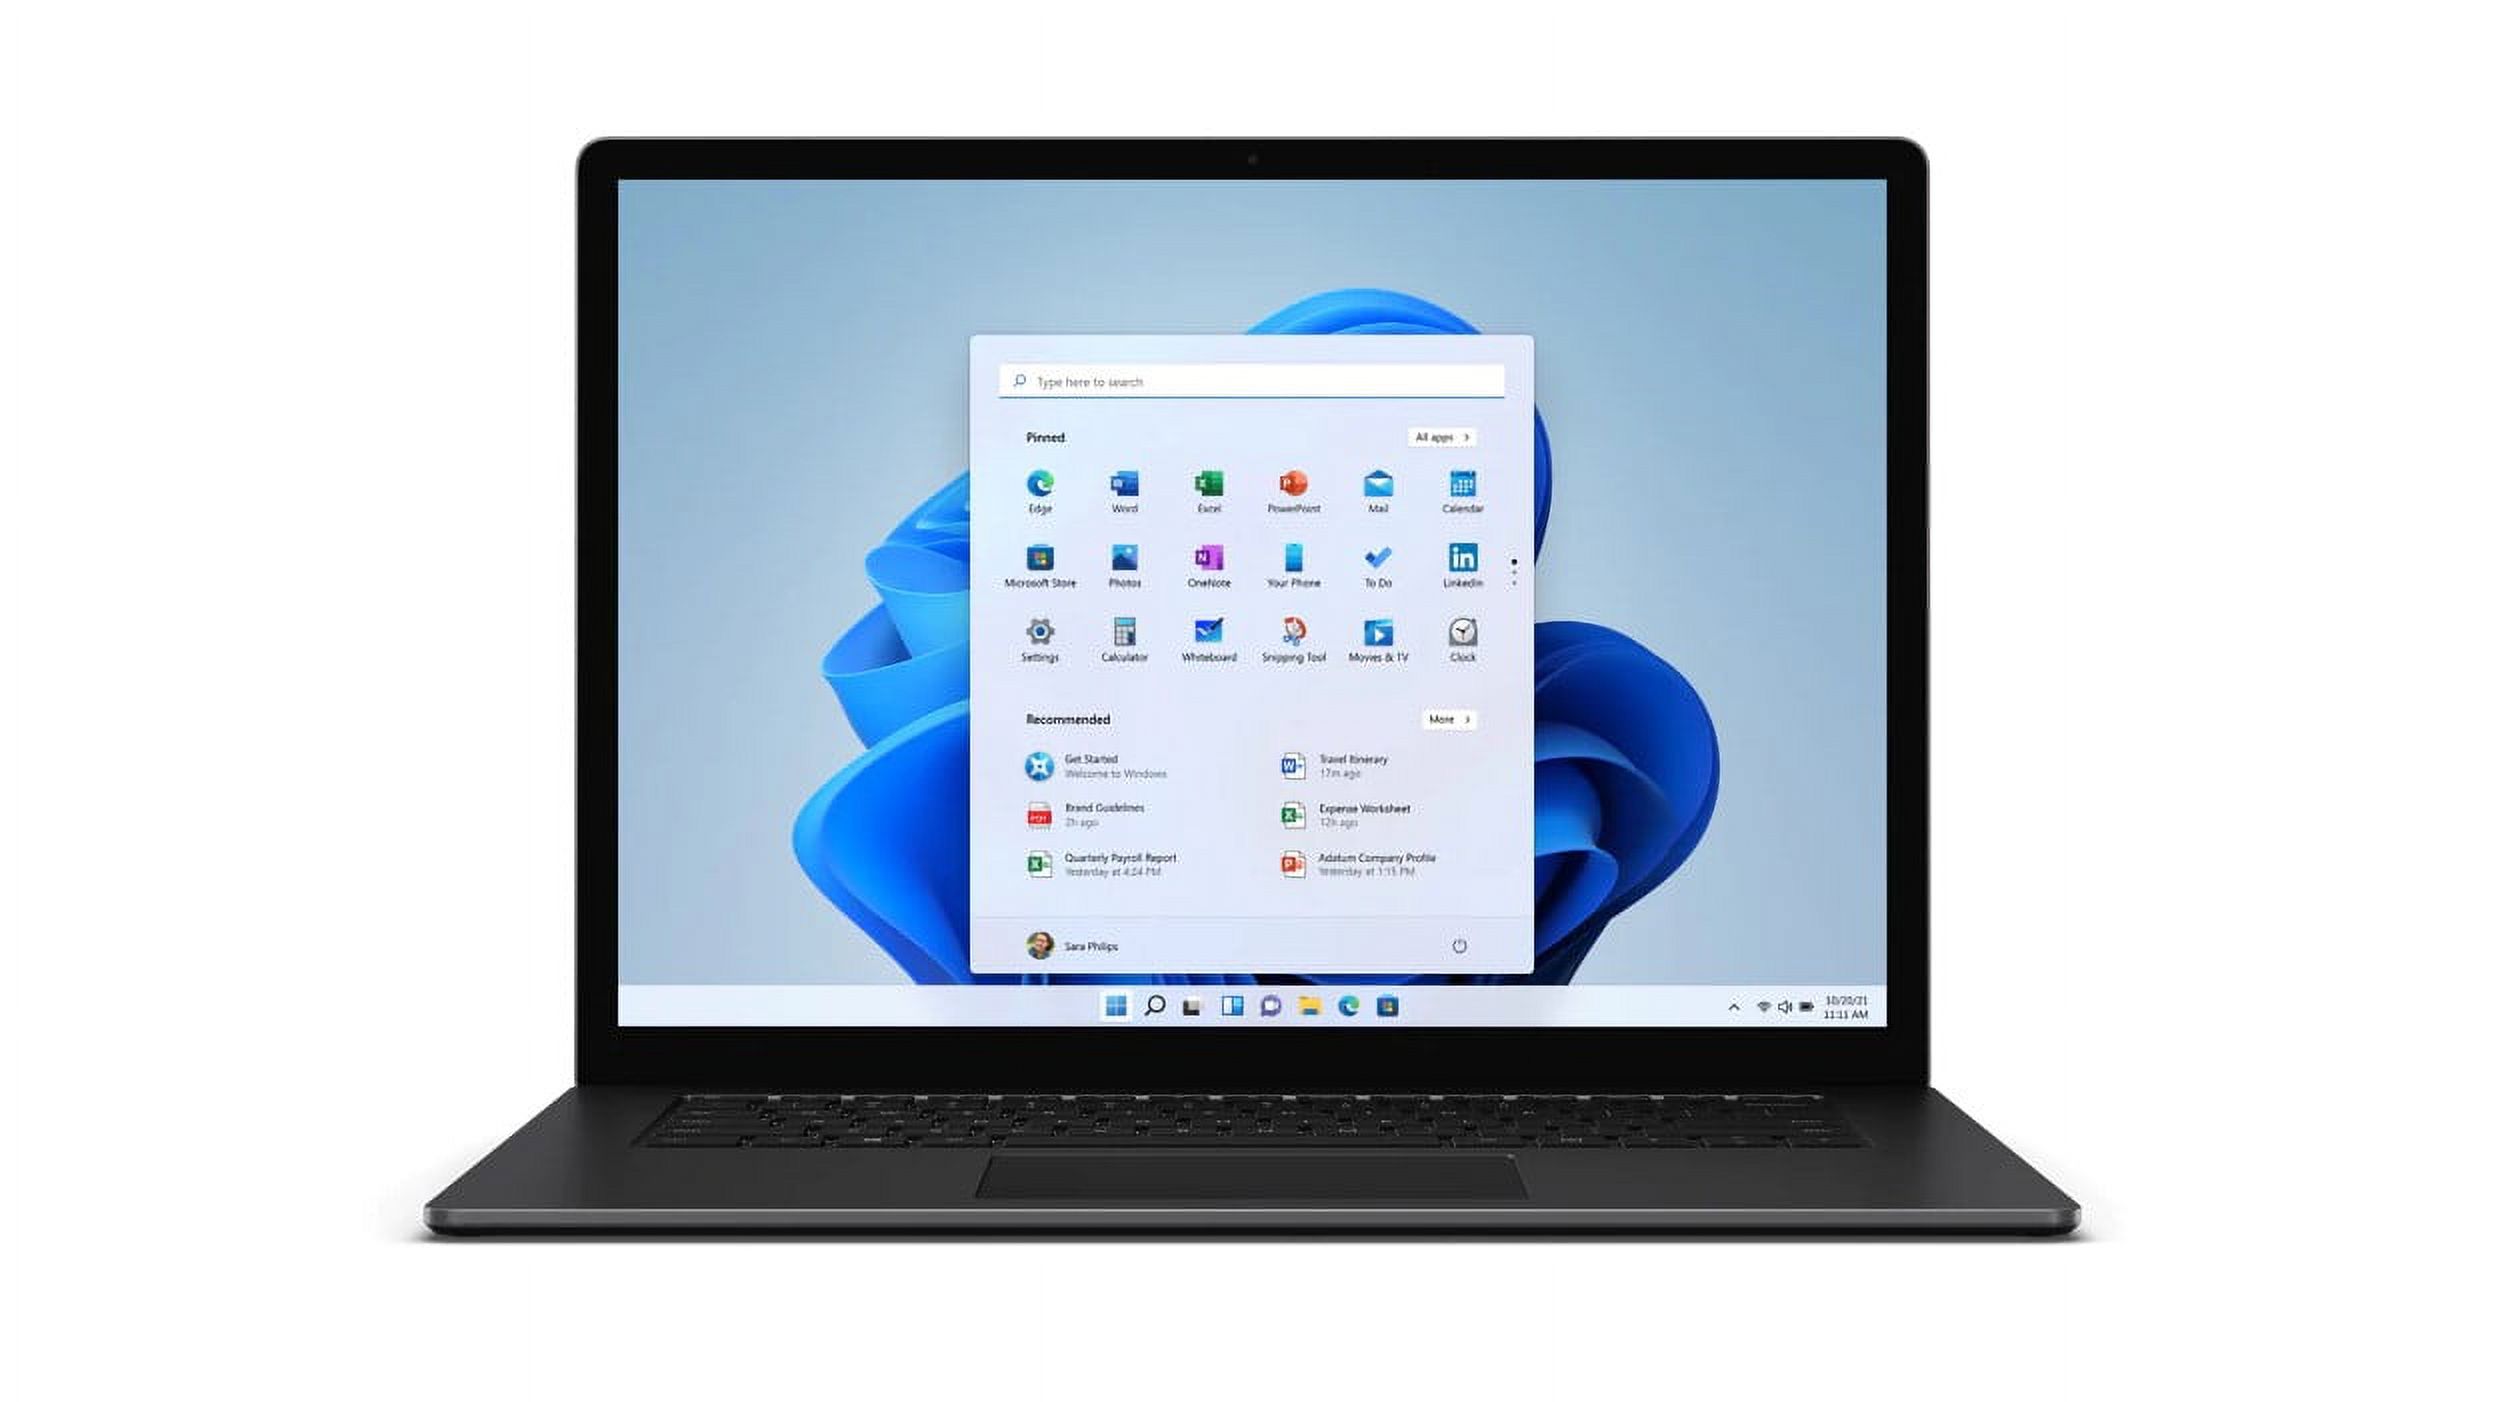 Type here to search
Pinned
All apps
Edge
Word
Excel
PowerPoint
Mail
Calendar
Microsoft Store
Photos
OneNote
Your Phone
To Do
LinkedIn
Settings
Calculator
Whiteboard
Snipping Tool
Movies & TV
Clock
Recommended
More
Get Started
Welcome to Windows
Travel Itinerary
17m ago
Brand Guidelines
2h ago
Expense Worksheet
12h ago
Quarterly Payroll Report
Yesterday at 4:24 PM
Adatum Company Profile
Yesterday at 1:15 PM
Sara Philips
10/20/21
11:11 AM